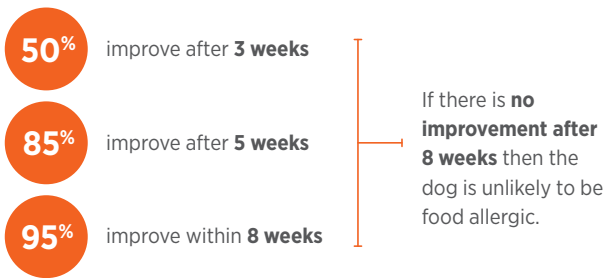 50% improve after 3 weeks
85% improve after 5 weeks
95% improve within 8 weeks
If there is no
improvement after
8 weeks then the
dog is unlikely to be
food allergic.